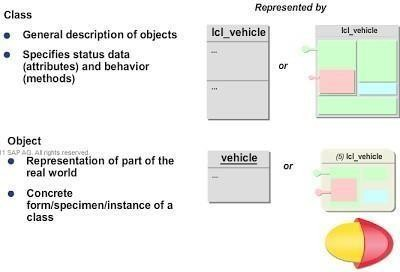 Class
Represented by
General description of objects
Specifies status data
(attributes) and behavior
(methods)
lcl_vehicle
...
...
or
lcl_vehicle
Object
11 SAP AG. All rights reserved.
Representation of part of the
real world
Concrete
form/specimen/instance of a
class
vehicle
...
or
(5) lcl_vehicle